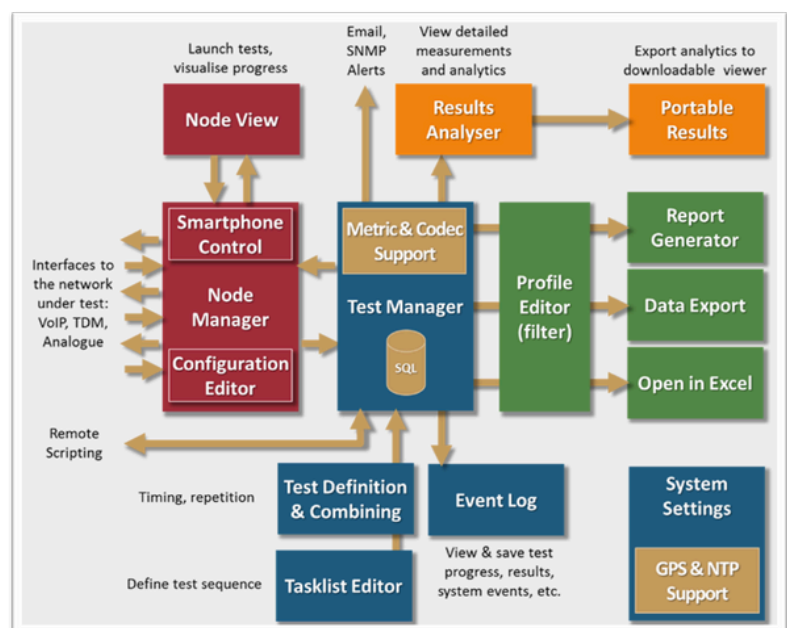 Launch tests,
visualise progress
Email,
SNMP
Alerts
View detailed
measurements
and analytics
Export analytics to
downloadable viewer
Node View
Results
Analyser
Portable
Results
Smartphone
Control
Node
Manager
Configuration
Editor
Interfaces to
the network
under test:
VoIP, TDM,
Analogue
Metric & Codec
Support
Test Manager
SQL
Profile
Editor
(filter)
Report
Generator
Data Export
Open in Excel
Remote
Scripting
Timing, repetition
Test Definition
& Combining
Event Log
View & save test
progress, results,
system events, etc.
Define test sequence
Tasklist Editor
System
Settings
GPS & NTP
Support